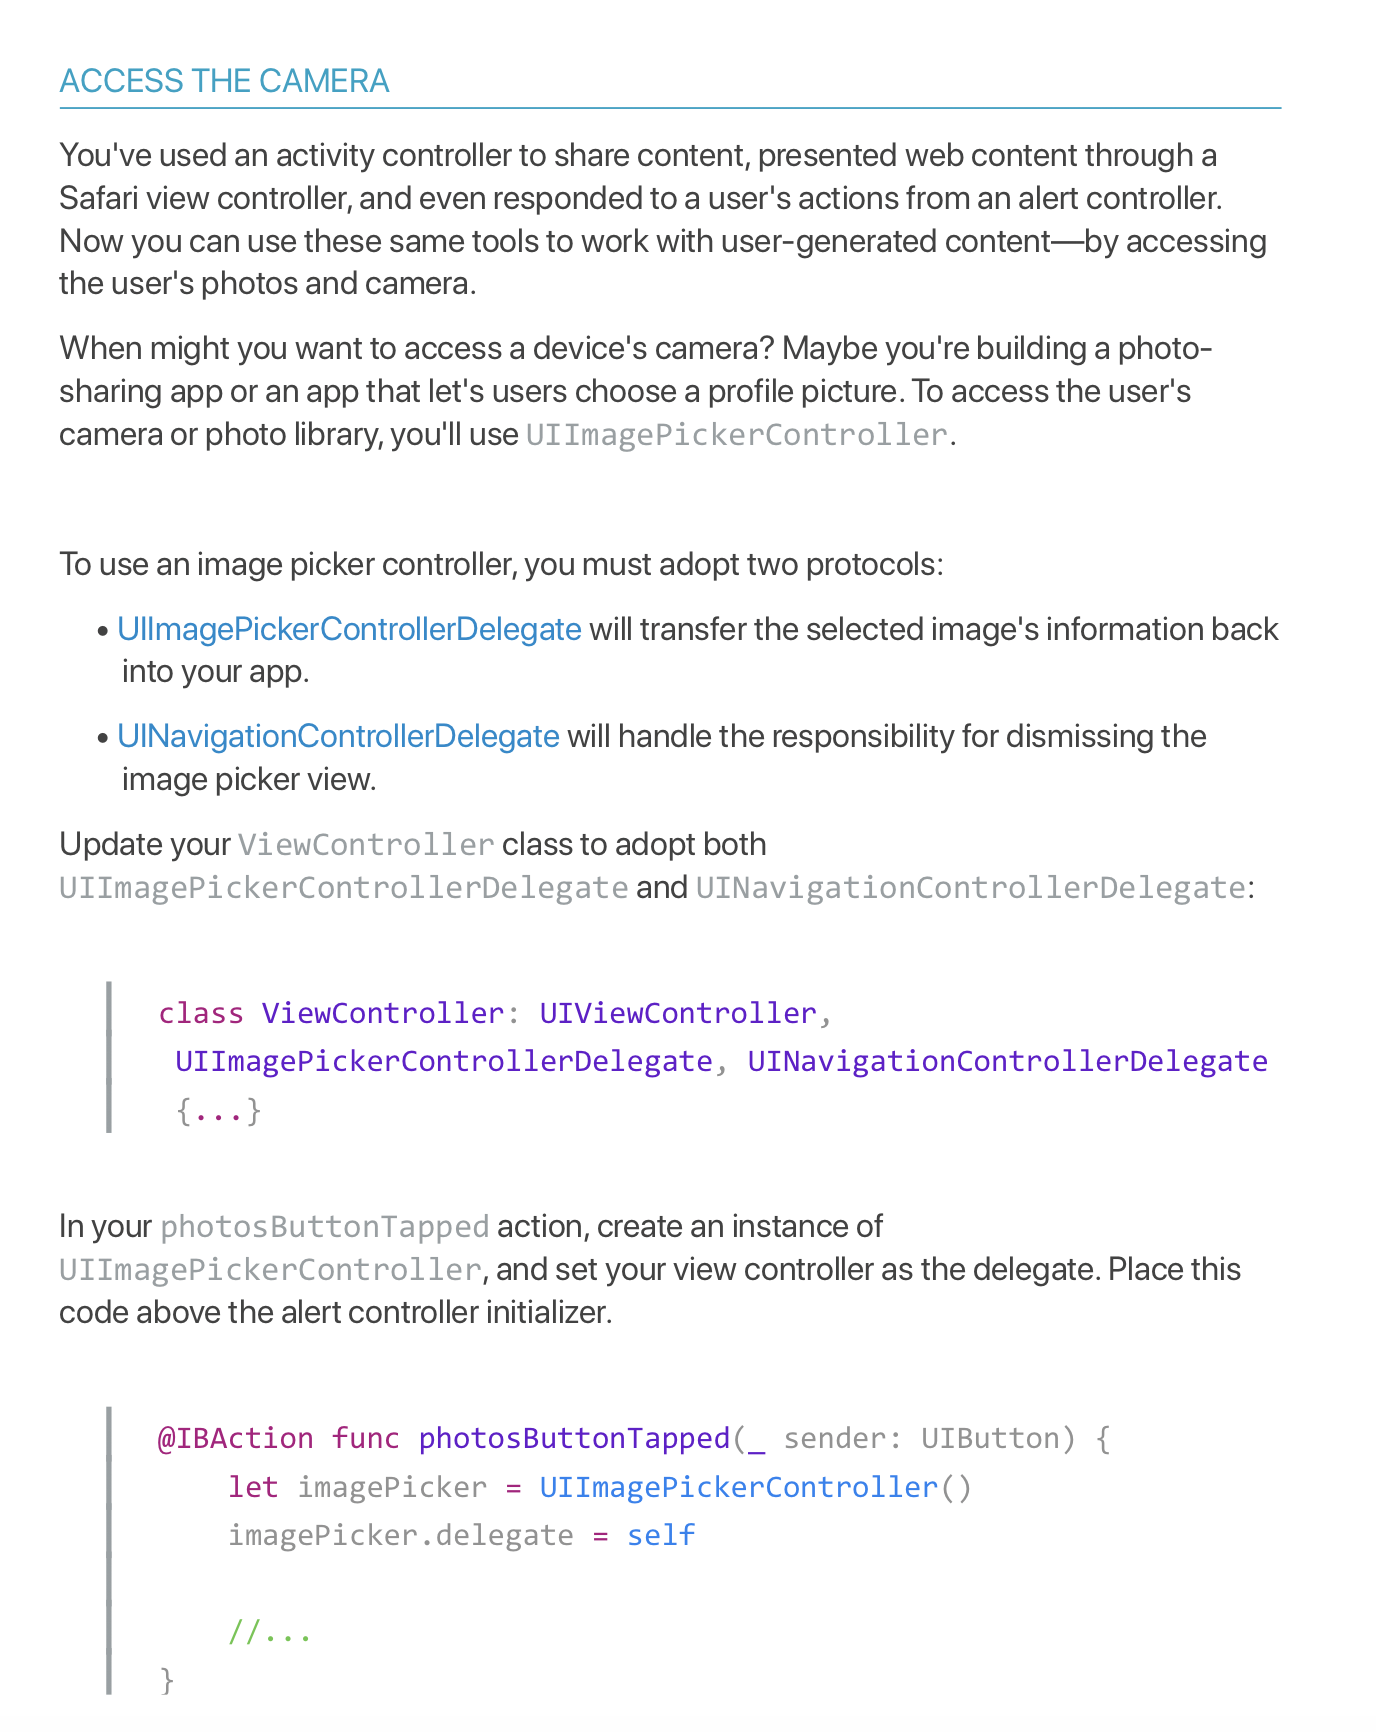 ACCESS THE CAMERA
You've used an activity controller to share content, presented web content through a
Safari view controller, and even responded to a user's actions from an alert controller.
Now you can use these same tools to work with user-generated content—by accessing
the user's photos and camera.
When might you want to access a device's camera? Maybe you're building a photo-
sharing app or an app that let's users choose a profile picture. To access the user's
camera or photo library, you'll use UIImagePickerController.
To use an image picker controller, you must adopt two protocols:
• UIImagePickerControllerDelegate will transfer the selected image's information back
into your app.
• UINavigationControllerDelegate will handle the responsibility for dismissing the
image picker view.
Update your ViewController class to adopt both
UIImagePickerControllerDelegate and UINavigationControllerDelegate:
class ViewController: UIViewController,
UIImagePickerControllerDelegate, UINavigationControllerDelegate
{...}
In your photosButtonTapped action, create an instance of
UIImagePickerController, and set your view controller as the delegate. Place this
code above the alert controller initializer.
@IBAction func photosButtonTapped(_ sender: UIButton) {
let imagePicker = UIImagePickerController()
imagePicker.delegate = self
//...
}